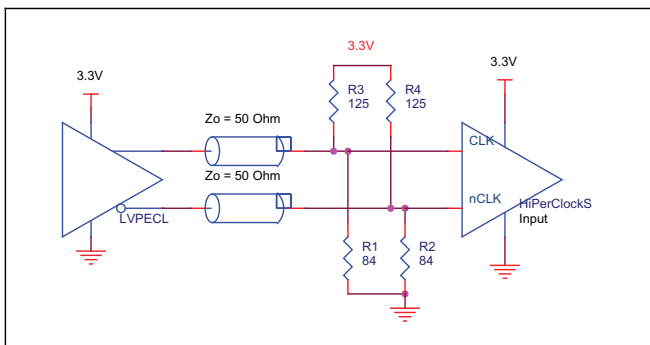 3.3V
3.3V
3.3V
R3
125
R4
125
Zo = 50 Ohm
CLK
Zo = 50 Ohm
nCLK
HiPerClockS
Input
LVPECL
R1
84
R2
84